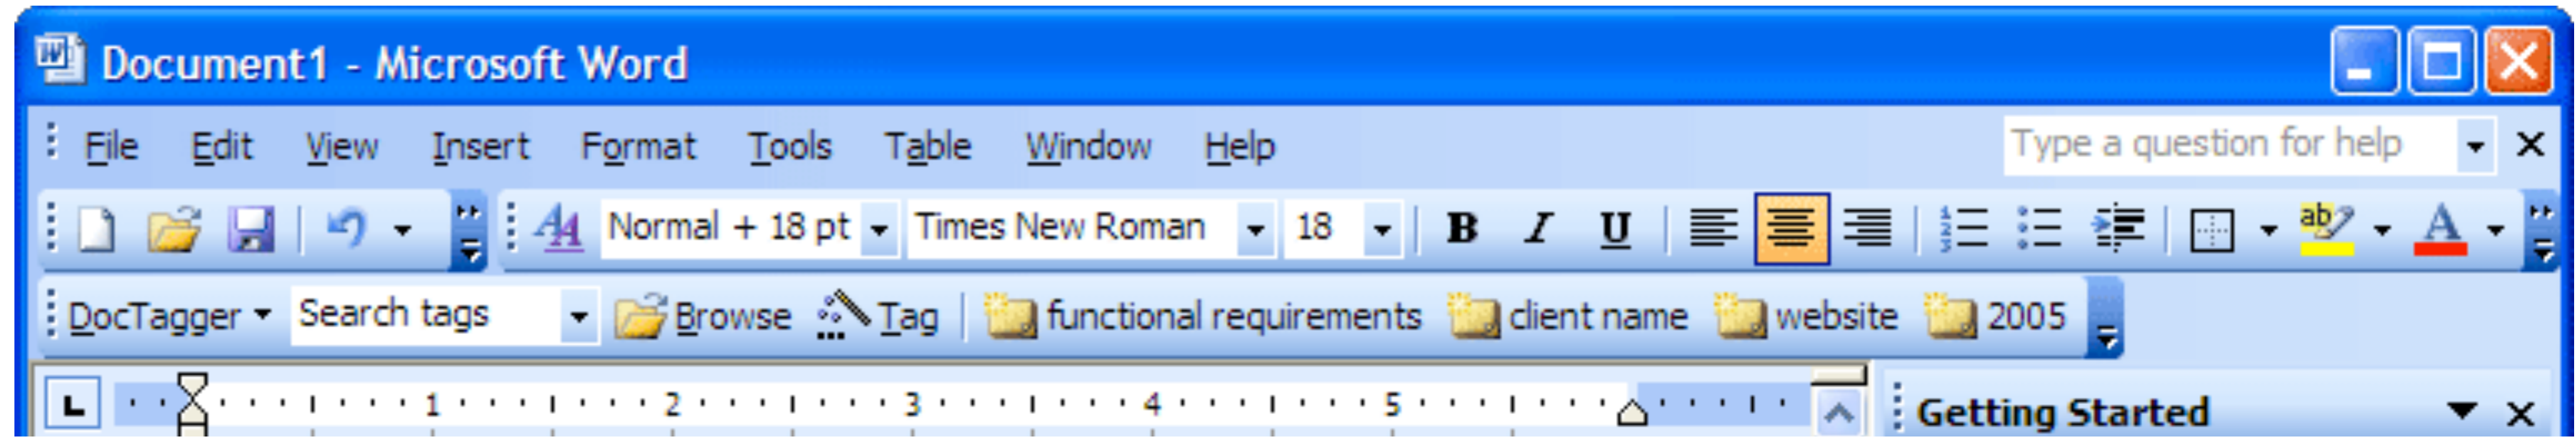 Document1 - Microsoft Word
File Edit View Insert Format Tools Table Window Help Type a question for help
Normal + 18 pt Times New Roman 18 B I U ab A
DocTagger Search tags Browse Tag functional requirements client name website 2005
L 1 2 3 4 5 Getting Started